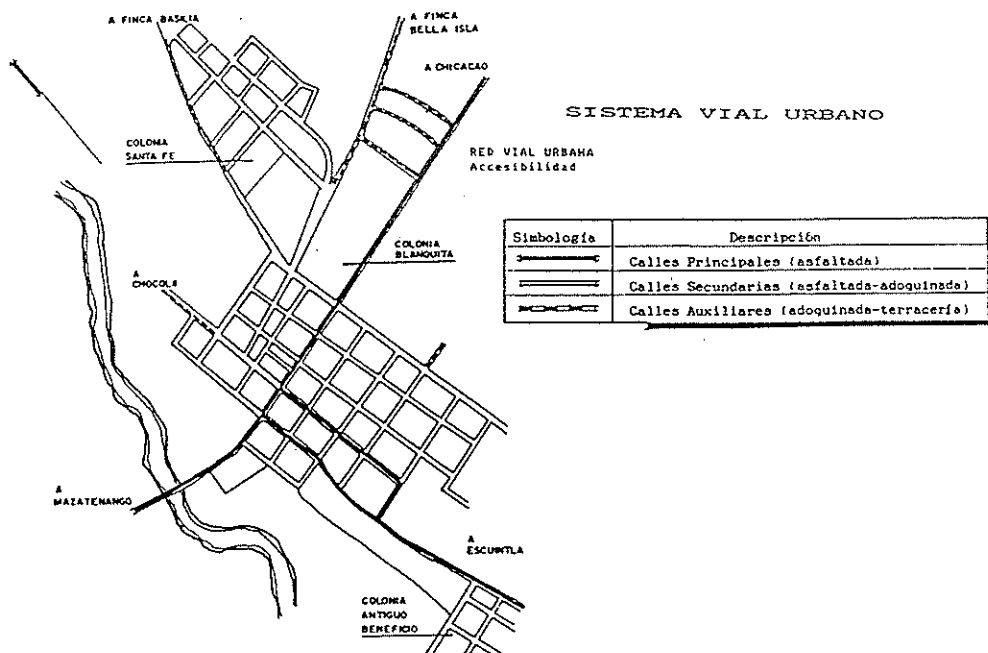 A FINCA BASILIA
A FINCA
BELLA ISLA
A CHICACAO
SISTEMA VIAL URBANO
COLONIA
SANTA FE
RED VIAL URBANA
Accesibilidad
Simbología Descripción
Calles Principales (asfaltada)
Calles Secundarias (asfaltada-adoquinada)
Calles Auxiliares (adoquinada-terracería)
COLONIA
BLANQUITA
A
CHOCOLA
A
MAZATENANGO
A
ESCUINTLA
COLONIA
ANTIGUO
BENEFICIO